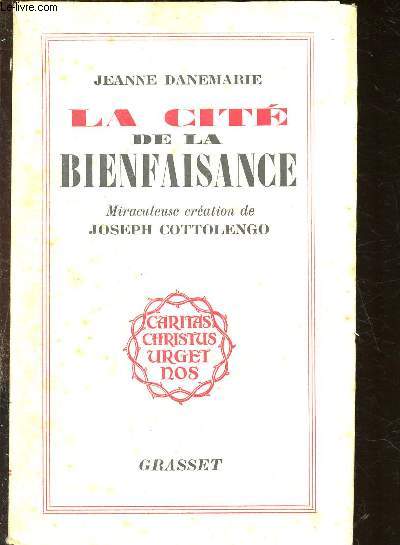 JEANNE DANEMARIE
LA CITÉ
DE LA
BIENFAISANCE
Miraculeuse création de
JOSEPH COTTOLENGO
CARITAS
CHRISTUS
URGET
NOS
GRASSET
Le-livre.com